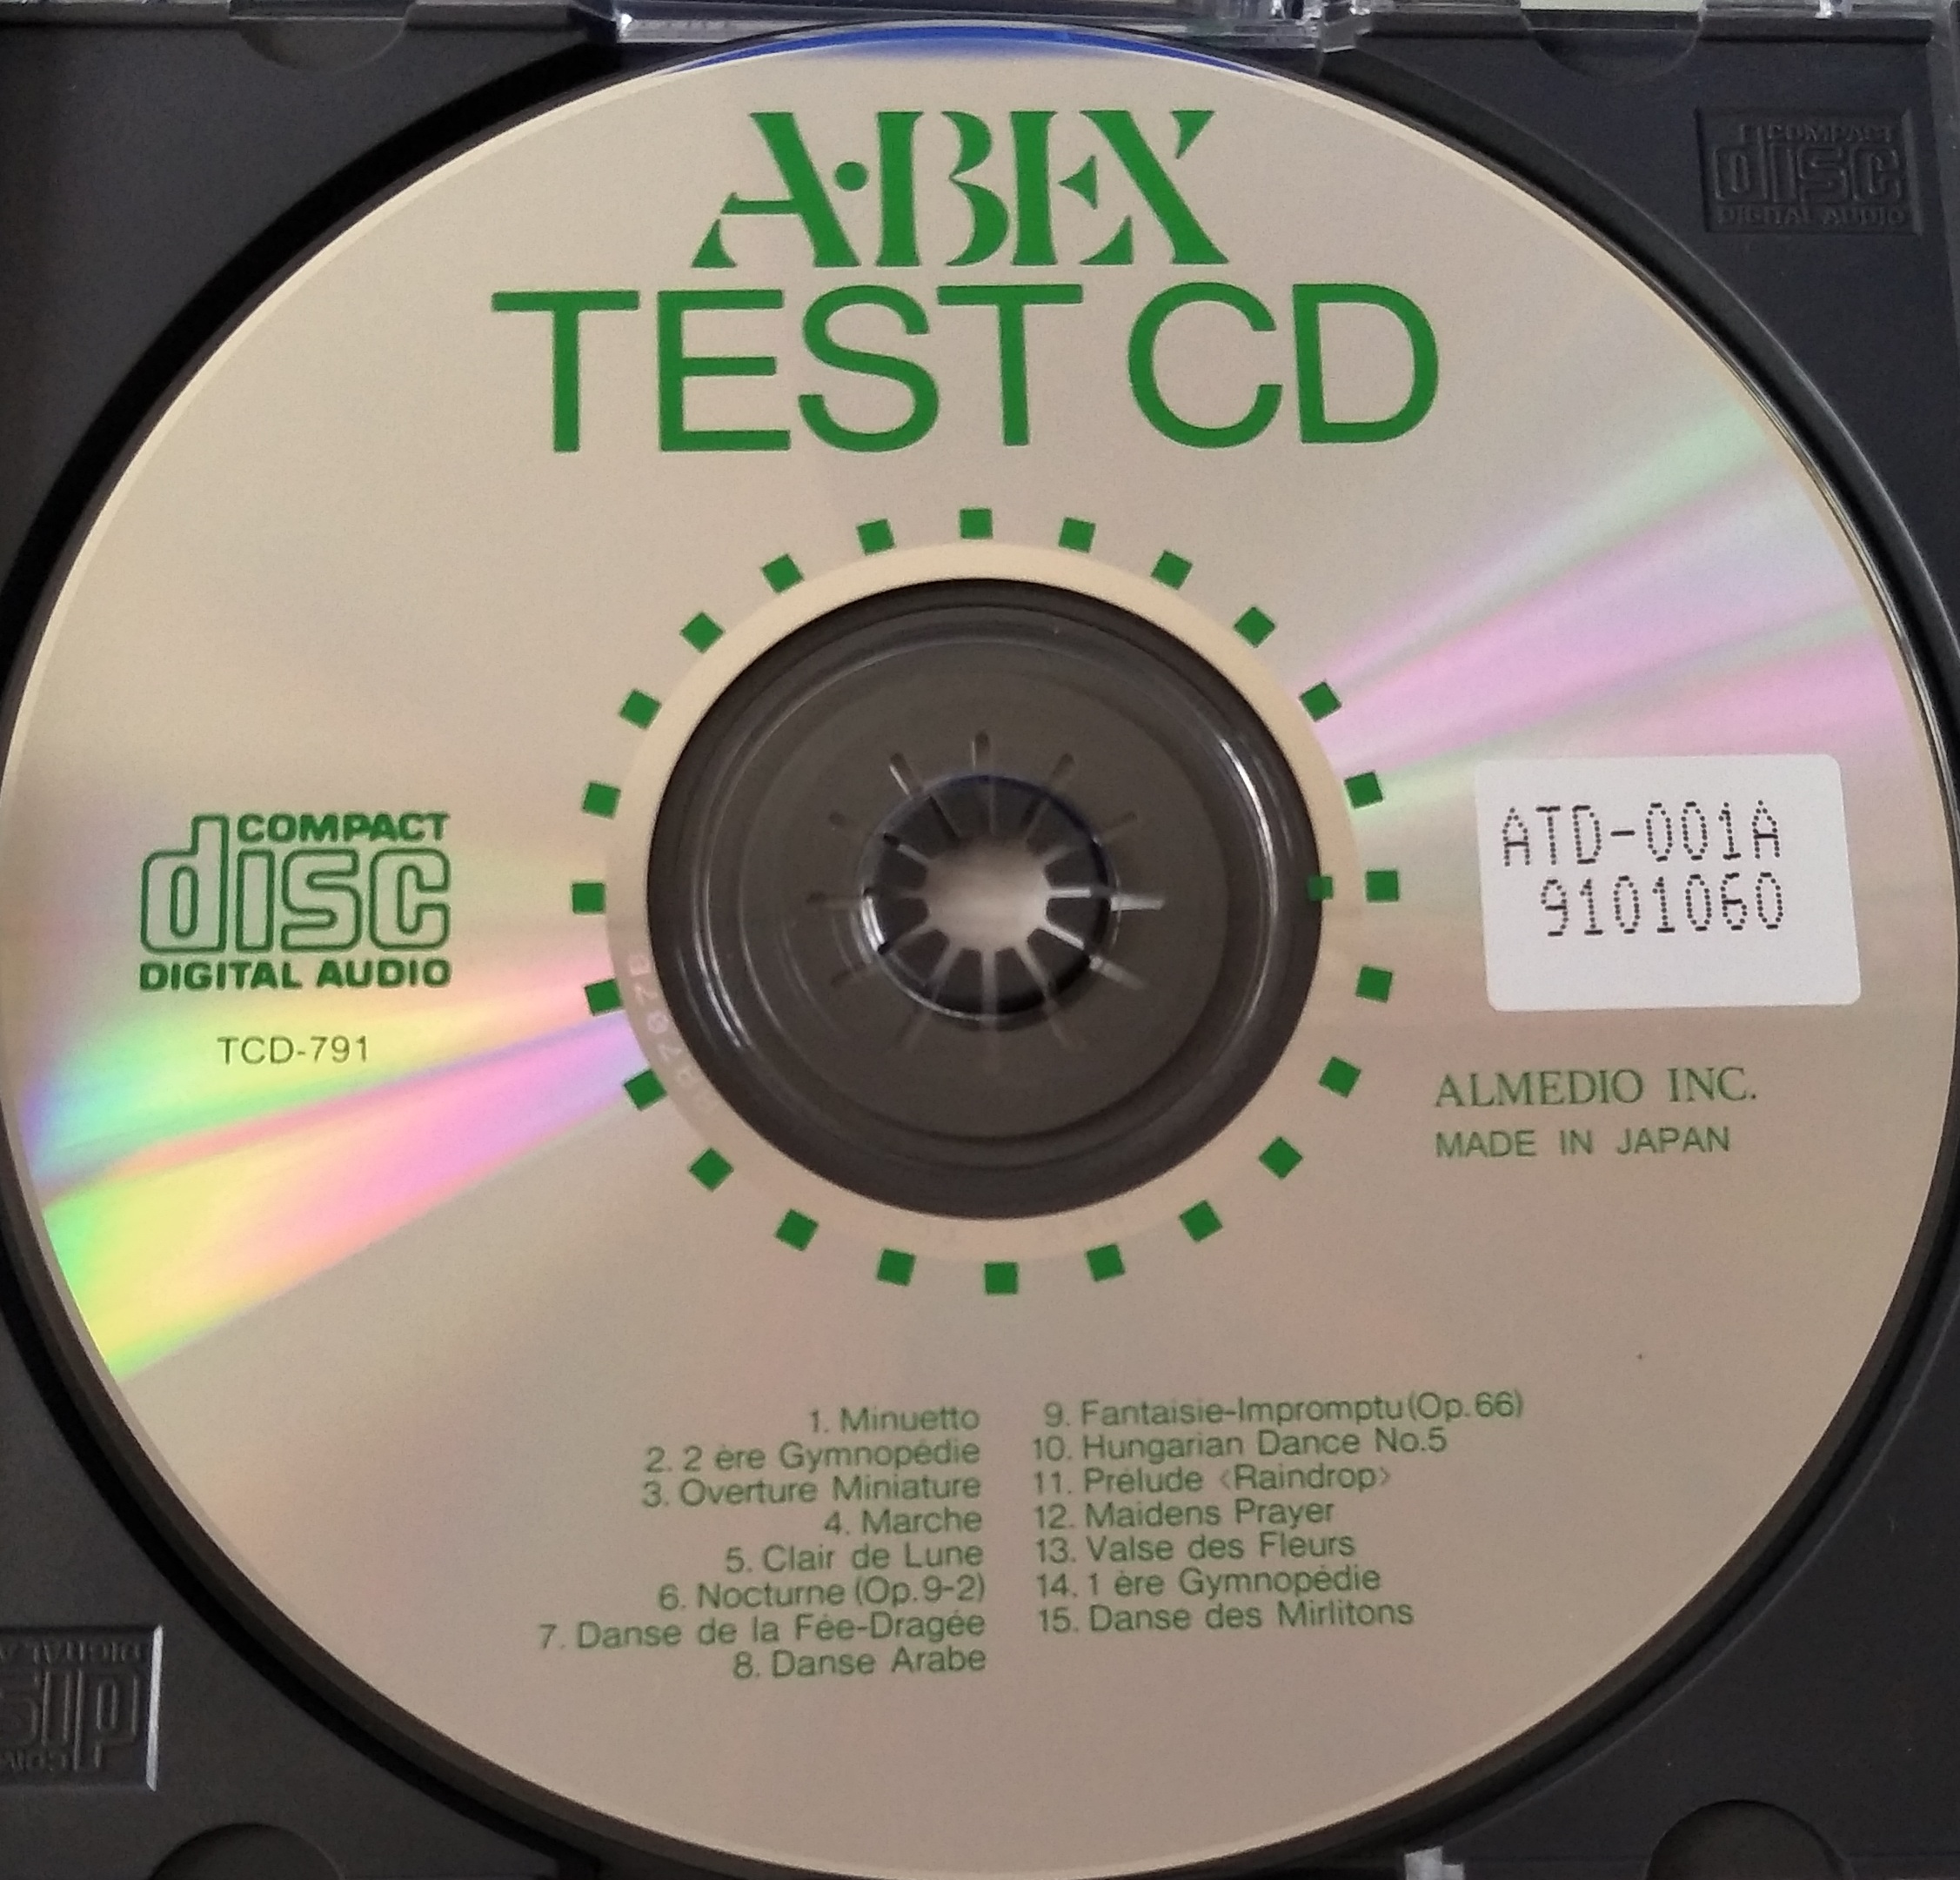 A·BEX
TEST CD
COMPACT
disc
DIGITAL AUDIO
TCD-791
ATD-001A
9101060
ALMEDIO INC.
MADE IN JAPAN
1. Minuetto
2. 2 ère Gymnopédie
3. Overture Miniature
4. Marche
5. Clair de Lune
6. Nocturne (Op.9-2)
7. Danse de la Fée-Dragée
8. Danse Arabe
9. Fantaisie-Impromptu (Op.66)
10. Hungarian Dance No.5
11. Prélude <Raindrop>
12. Maidens Prayer
13. Valse des Fleurs
14. 1 ère Gymnopédie
15. Danse des Mirlitons
COMPACT
disc
DIGITAL AUDIO